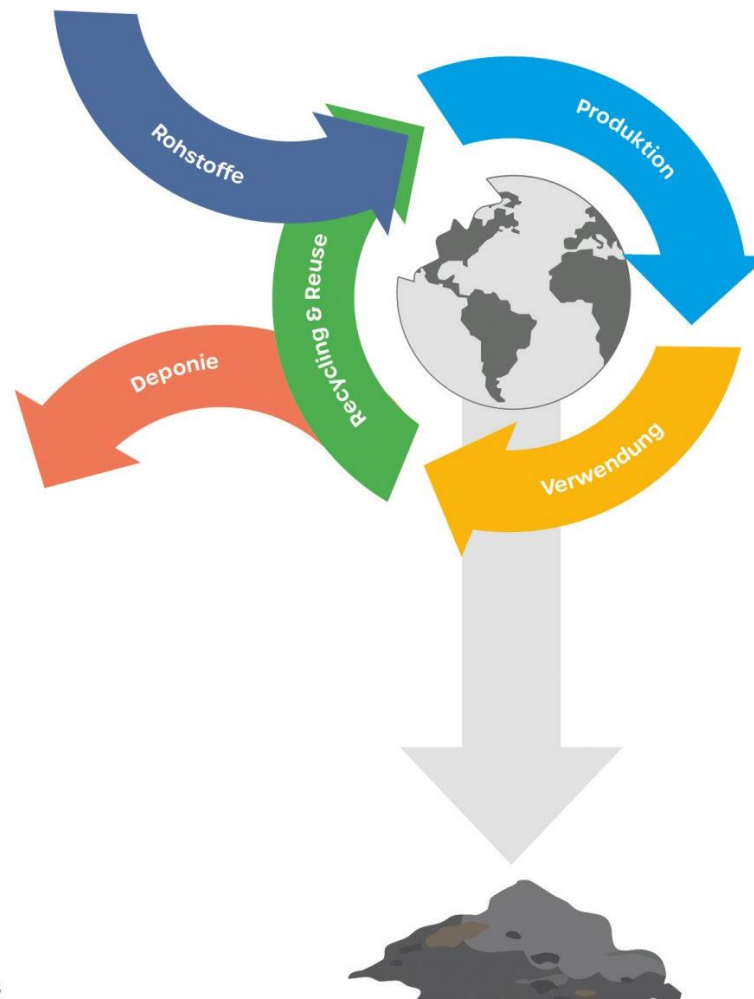 Rohstoffe
Produktion
Recycling & Reuse
Deponie
Verwendung